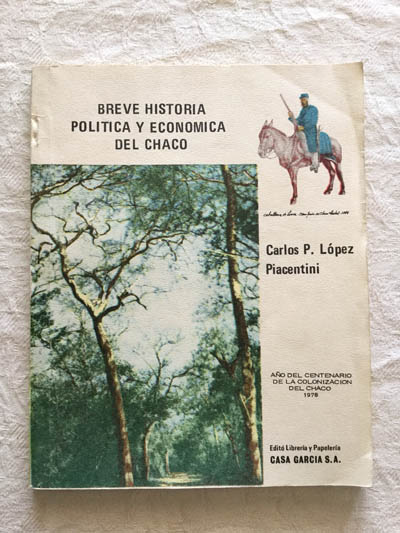 BREVE HISTORIA
POLITICA Y ECONOMICA
DEL CHACO
Carlos P. López
Piacentini
AÑO DEL CENTENARIO
DE LA COLONIZACION
DEL CHACO
1978
Editó Librería y Papelería
CASA GARCIA S.A.